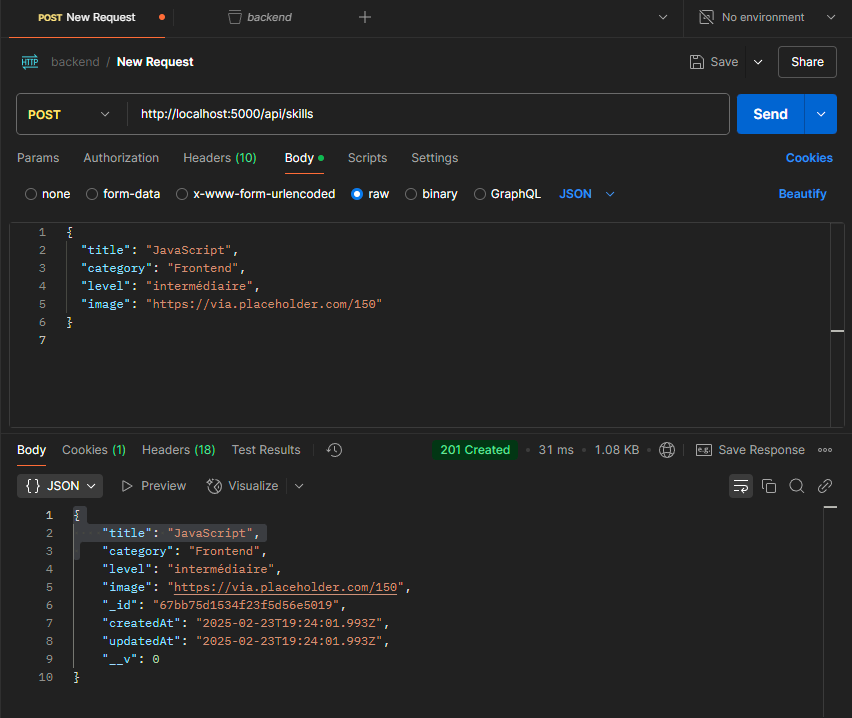 POST New Request backend No environment
HTTP backend / New Request Save Share
POST http://localhost:5000/api/skills Send
Params Authorization Headers (10) Body Scripts Settings Cookies
none form-data x-www-form-urlencoded raw binary GraphQL JSON Beautify
1 {
2 "title": "JavaScript",
3 "category": "Frontend",
4 "level": "intermédiaire",
5 "image": "https://via.placeholder.com/150"
6 }
7
Body Cookies (1) Headers (18) Test Results 201 Created 31 ms 1.08 KB e.g. Save Response
{} JSON Preview Visualize
1 {
2 "title": "JavaScript",
3 "category": "Frontend",
4 "level": "intermédiaire",
5 "image": "https://via.placeholder.com/150",
6 "_id": "67bb75d1534f23f5d56e5019",
7 "createdAt": "2025-02-23T19:24:01.993Z",
8 "updatedAt": "2025-02-23T19:24:01.993Z",
9 "__v": 0
10 }